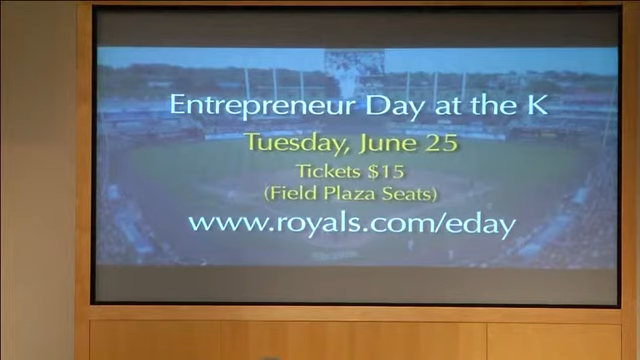 Entrepreneur Day at the K
Tuesday, June 25
Tickets $15
(Field Plaza Seats)
www.royals.com/eday